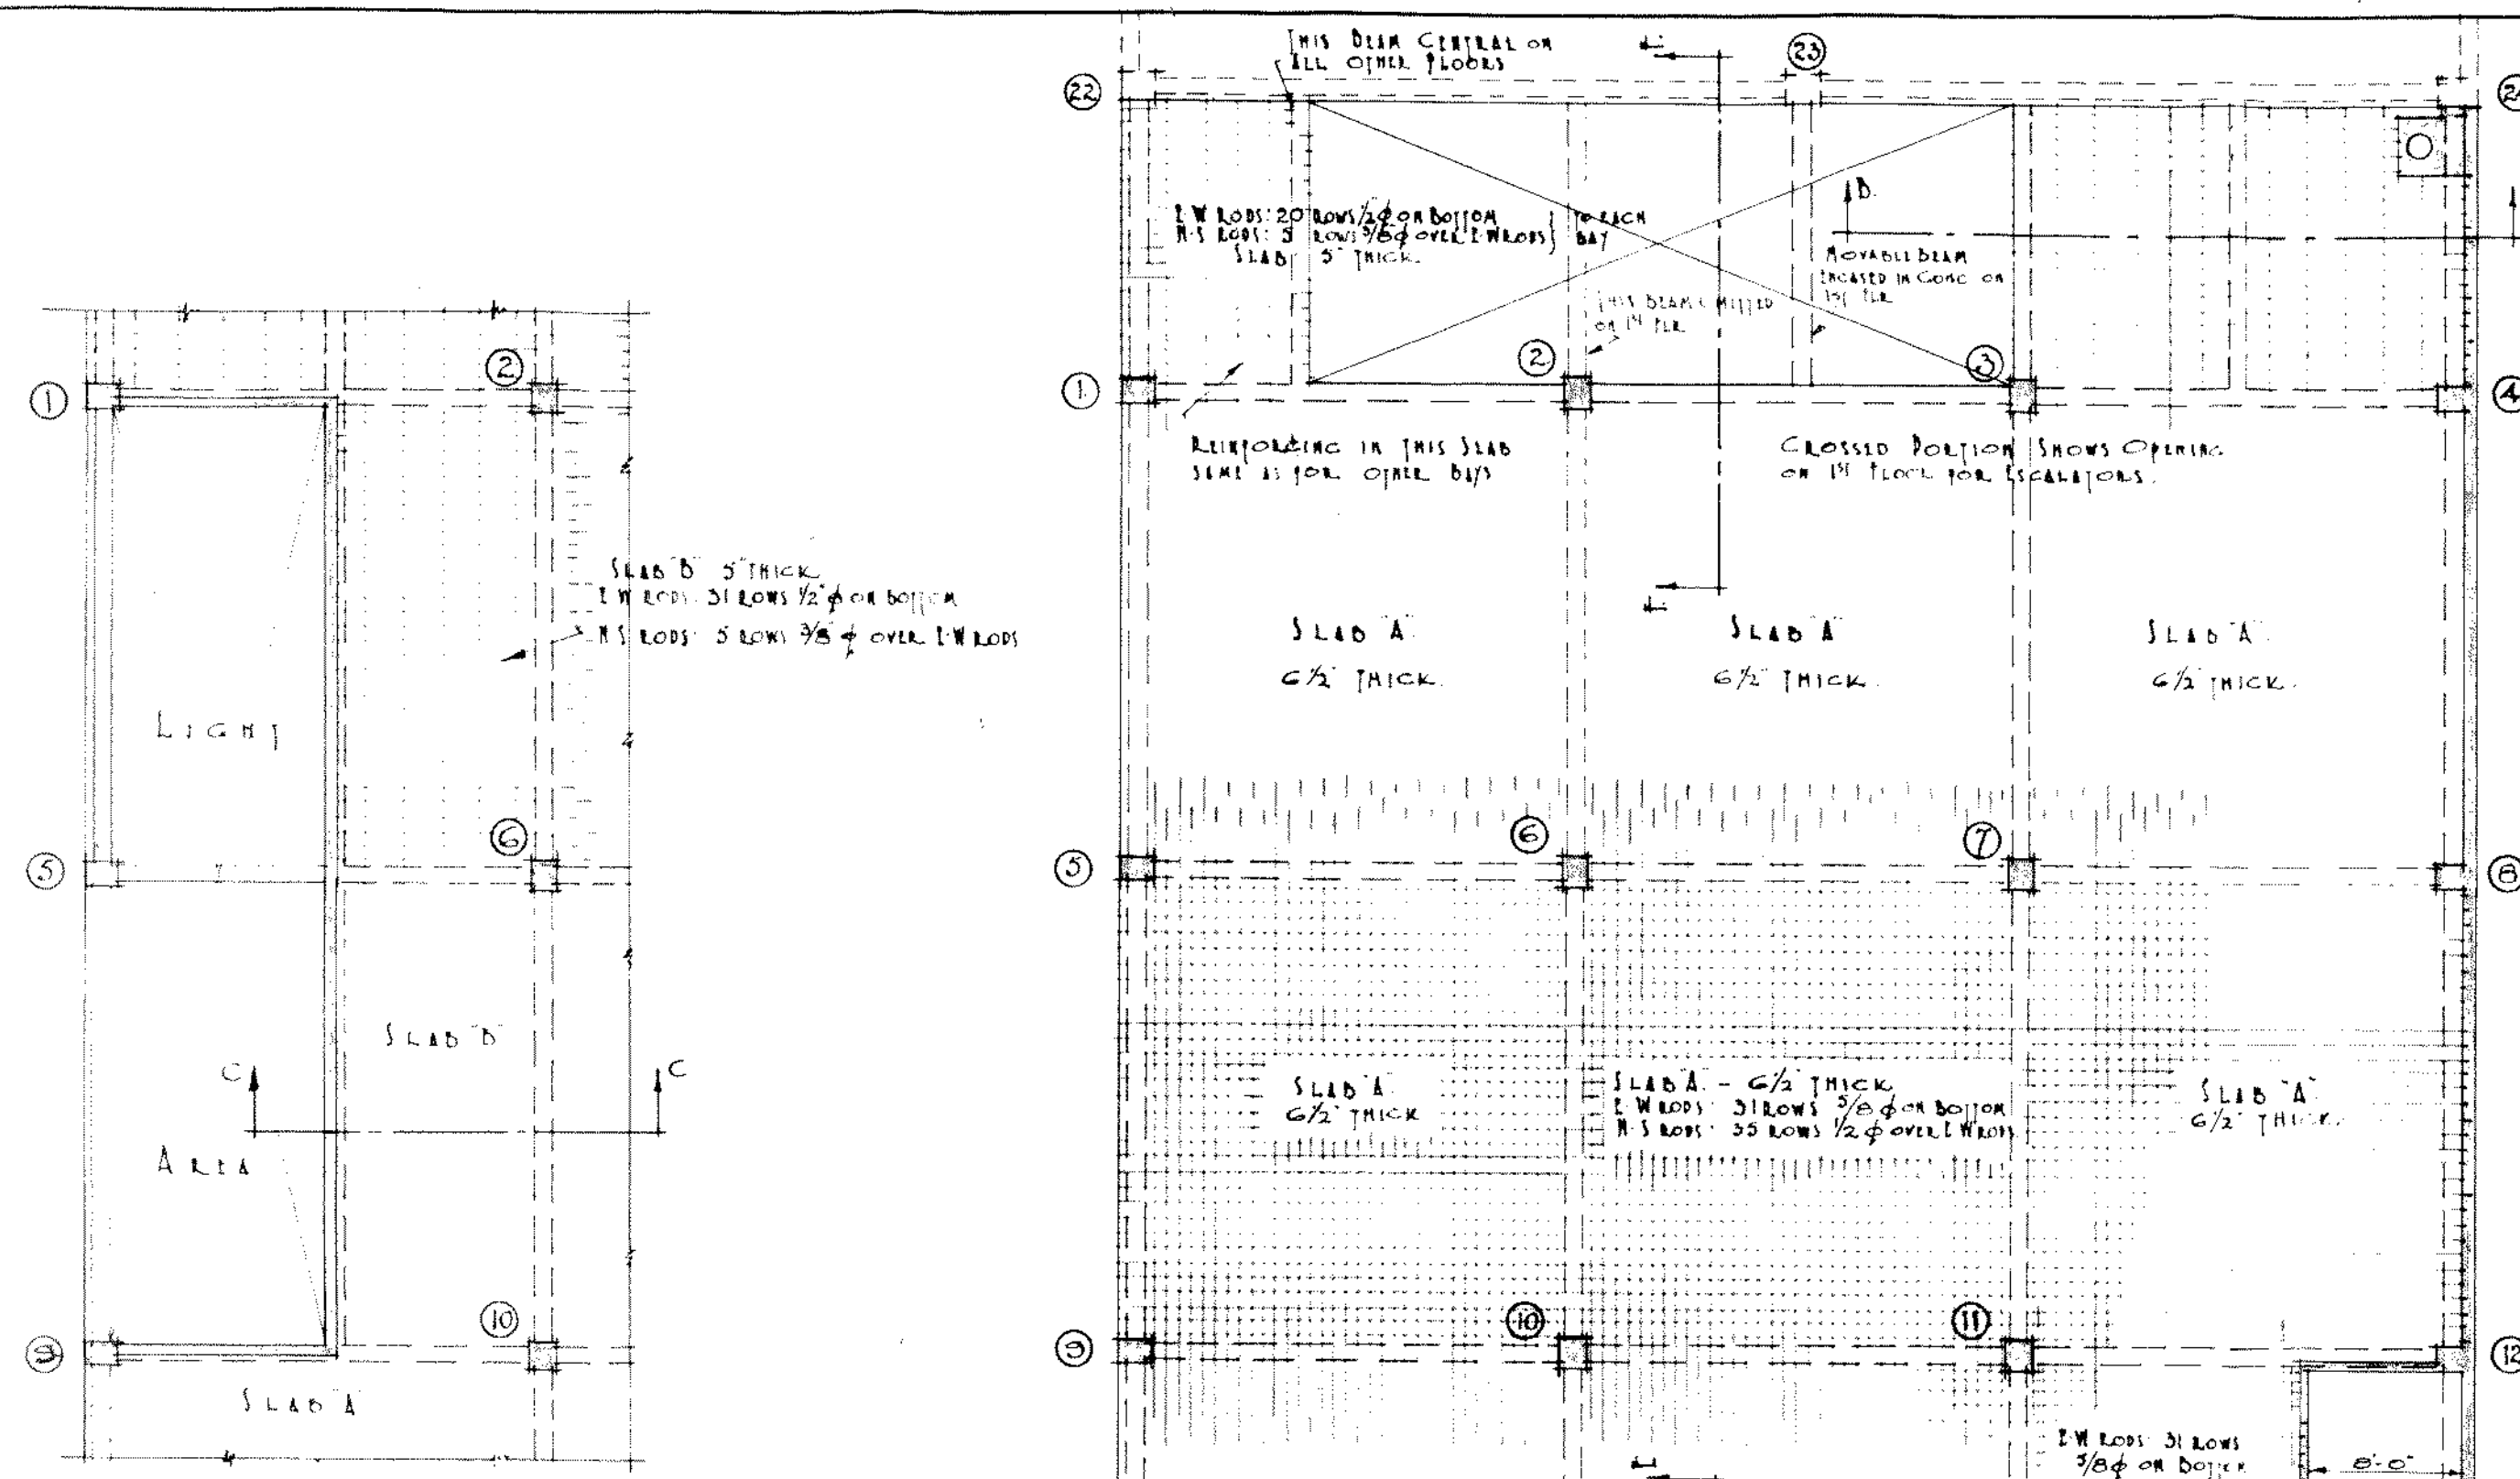 THIS BEAM CENTRAL ON
ALL OTHER FLOORS
22
23
E·W RODS: 20 ROWS 1/2"φ ON BOTTOM
N·S RODS: 5 ROWS 3/8"φ OVER E·W RODS
SLAB 5" THICK.
TO EACH
BAY
B.
MOVABLE BEAM
ENCASED IN CONC ON
1ST FLR
THIS BEAM OMITTED
ON 1ST FLR
1
2
3
4
REINFORCING IN THIS SLAB
SAME AS FOR OTHER BAYS
CROSSED PORTION SHOWS OPENING
ON 1ST FLOOR FOR ESCALATORS.
SLAB "A"
6 1/2" THICK.
SLAB "A"
6 1/2" THICK.
SLAB "A"
6 1/2" THICK.
5
6
7
8
SLAB "A"
6 1/2" THICK
SLAB "A" - 6 1/2" THICK
E·W RODS: 31 ROWS 5/8"φ ON BOTTOM
N·S RODS: 35 ROWS 1/2"φ OVER E·W RODS
SLAB "A"
6 1/2" THICK.
9
10
11
12
E·W RODS 31 ROWS
5/8"φ ON BOTTOM
8'-0"
1
2
SLAB "B" 5" THICK
E·W RODS: 31 ROWS 1/2"φ ON BOTTOM
N·S RODS: 5 ROWS 3/8"φ OVER E·W RODS
LIGHT
5
6
SLAB "B"
C
C
AREA
9
10
SLAB "A"